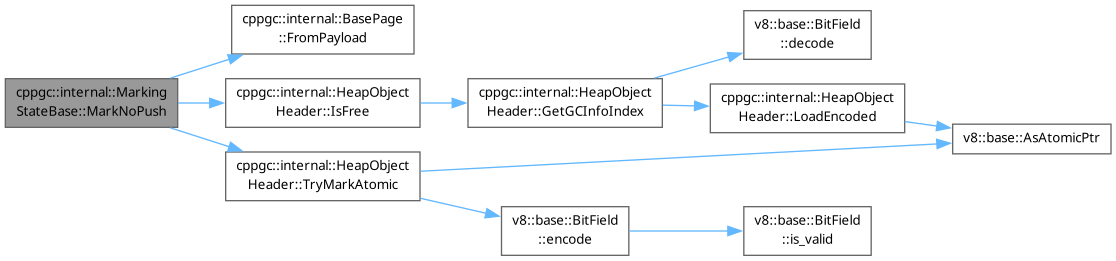 cppgc::internal::Marking
StateBase::MarkNoPush
cppgc::internal::BasePage
::FromPayload
cppgc::internal::HeapObject
Header::IsFree
cppgc::internal::HeapObject
Header::TryMarkAtomic
cppgc::internal::HeapObject
Header::GetGCInfoIndex
v8::base::BitField
::encode
v8::base::BitField
::decode
cppgc::internal::HeapObject
Header::LoadEncoded
v8::base::BitField
::is_valid
v8::base::AsAtomicPtr